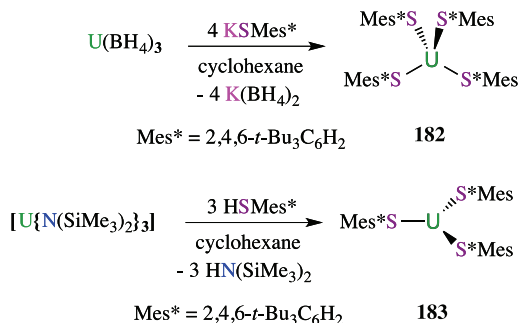 U(BH4)3
4 KSMes*
cyclohexane
- 4 K(BH4)2
Mes*S S*Mes
U
Mes*S S*Mes
Mes* = 2,4,6-t-Bu3C6H2
182
[U{N(SiMe3)2}3]
3 HSMes*
cyclohexane
- 3 HN(SiMe3)2
S*Mes
Mes*S U
S*Mes
Mes* = 2,4,6-t-Bu3C6H2
183